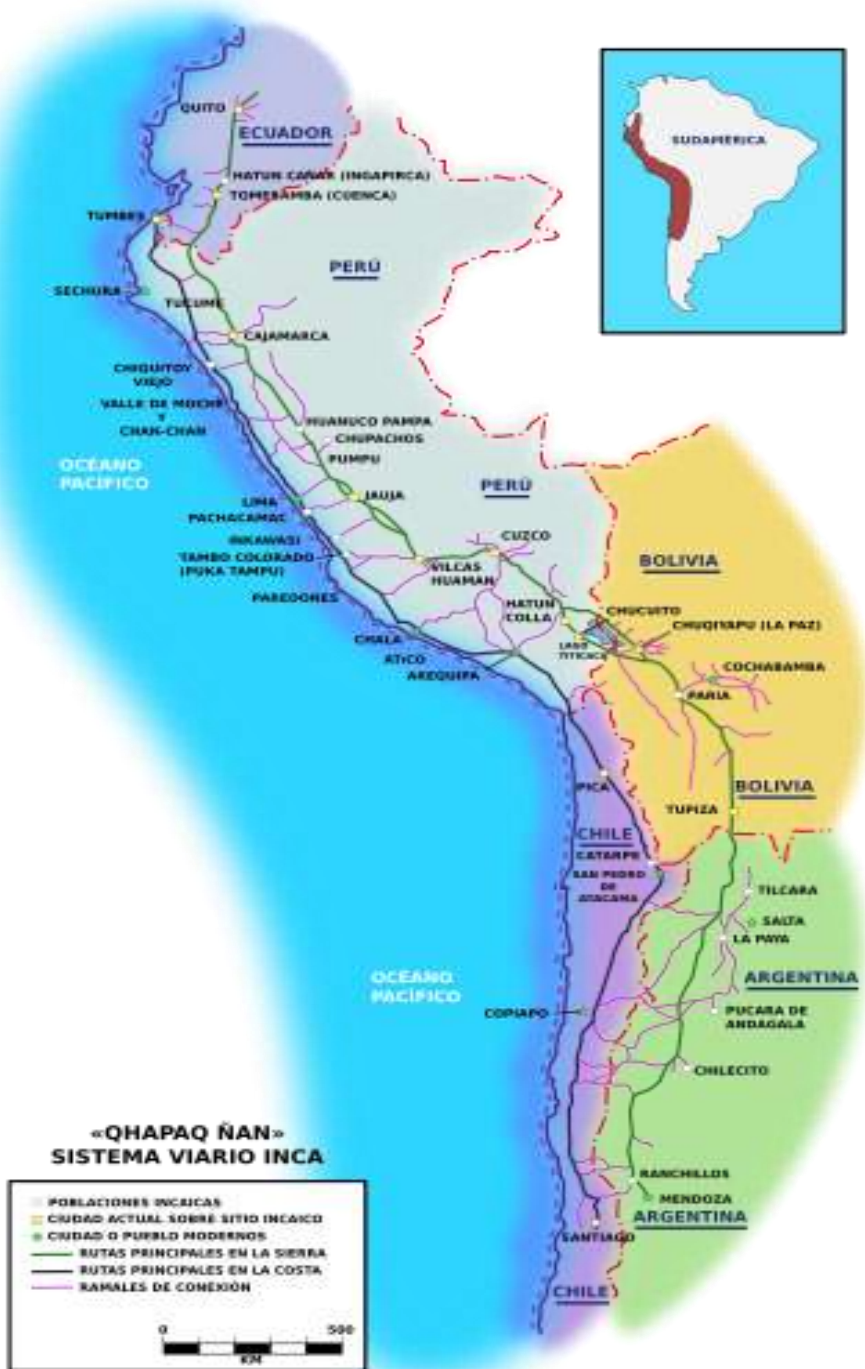 QUITO
ECUADOR
SUDAMÉRICA
HATUN CAÑAR (INGAPIRCA)
TOMEBAMBA (CUENCA)
TUMBES
PERÚ
SECHURA
TUCUME
CAJAMARCA
CHIQUITOY
VIEJO
VALLE DE MOCHE
Y
CHAN-CHAN
HUANUCO PAMPA
CHUPACHOS
PUMPU
OCÉANO
PACÍFICO
PERÚ
JAUJA
LIMA
PACHACAMAC
INKAWASI
TAMBO COLORADO
(PUKA TAMPU)
CUZCO
VILCAS
HUAMAN
BOLIVIA
PAREDONES
HATUN
COLLA
CHUCUITO
CHUQIYAPU (LA PAZ)
CHALA
LAGO
TITICACA
ATICO
AREQUIPA
COCHABAMBA
PARIA
PICA
BOLIVIA
TUPIZA
CHILE
CATARPE
SAN PEDRO
DE
ATACAMA
TILCARA
SALTA
LA PAYA
OCÉANO
PACÍFICO
ARGENTINA
COPIAPO
PUCARA DE
ANDAGALA
CHILECITO
«QHAPAQ ÑAN»
SISTEMA VIARIO INCA
RANCHILLOS
MENDOZA
ARGENTINA
SANTIAGO
CHILE
POBLACIONES INCAICAS
CIUDAD ACTUAL SOBRE SITIO INCAICO
CIUDAD O PUEBLO MODERNOS
RUTAS PRINCIPALES EN LA SIERRA
RUTAS PRINCIPALES EN LA COSTA
RAMALES DE CONEXIÓN
0 500
KM